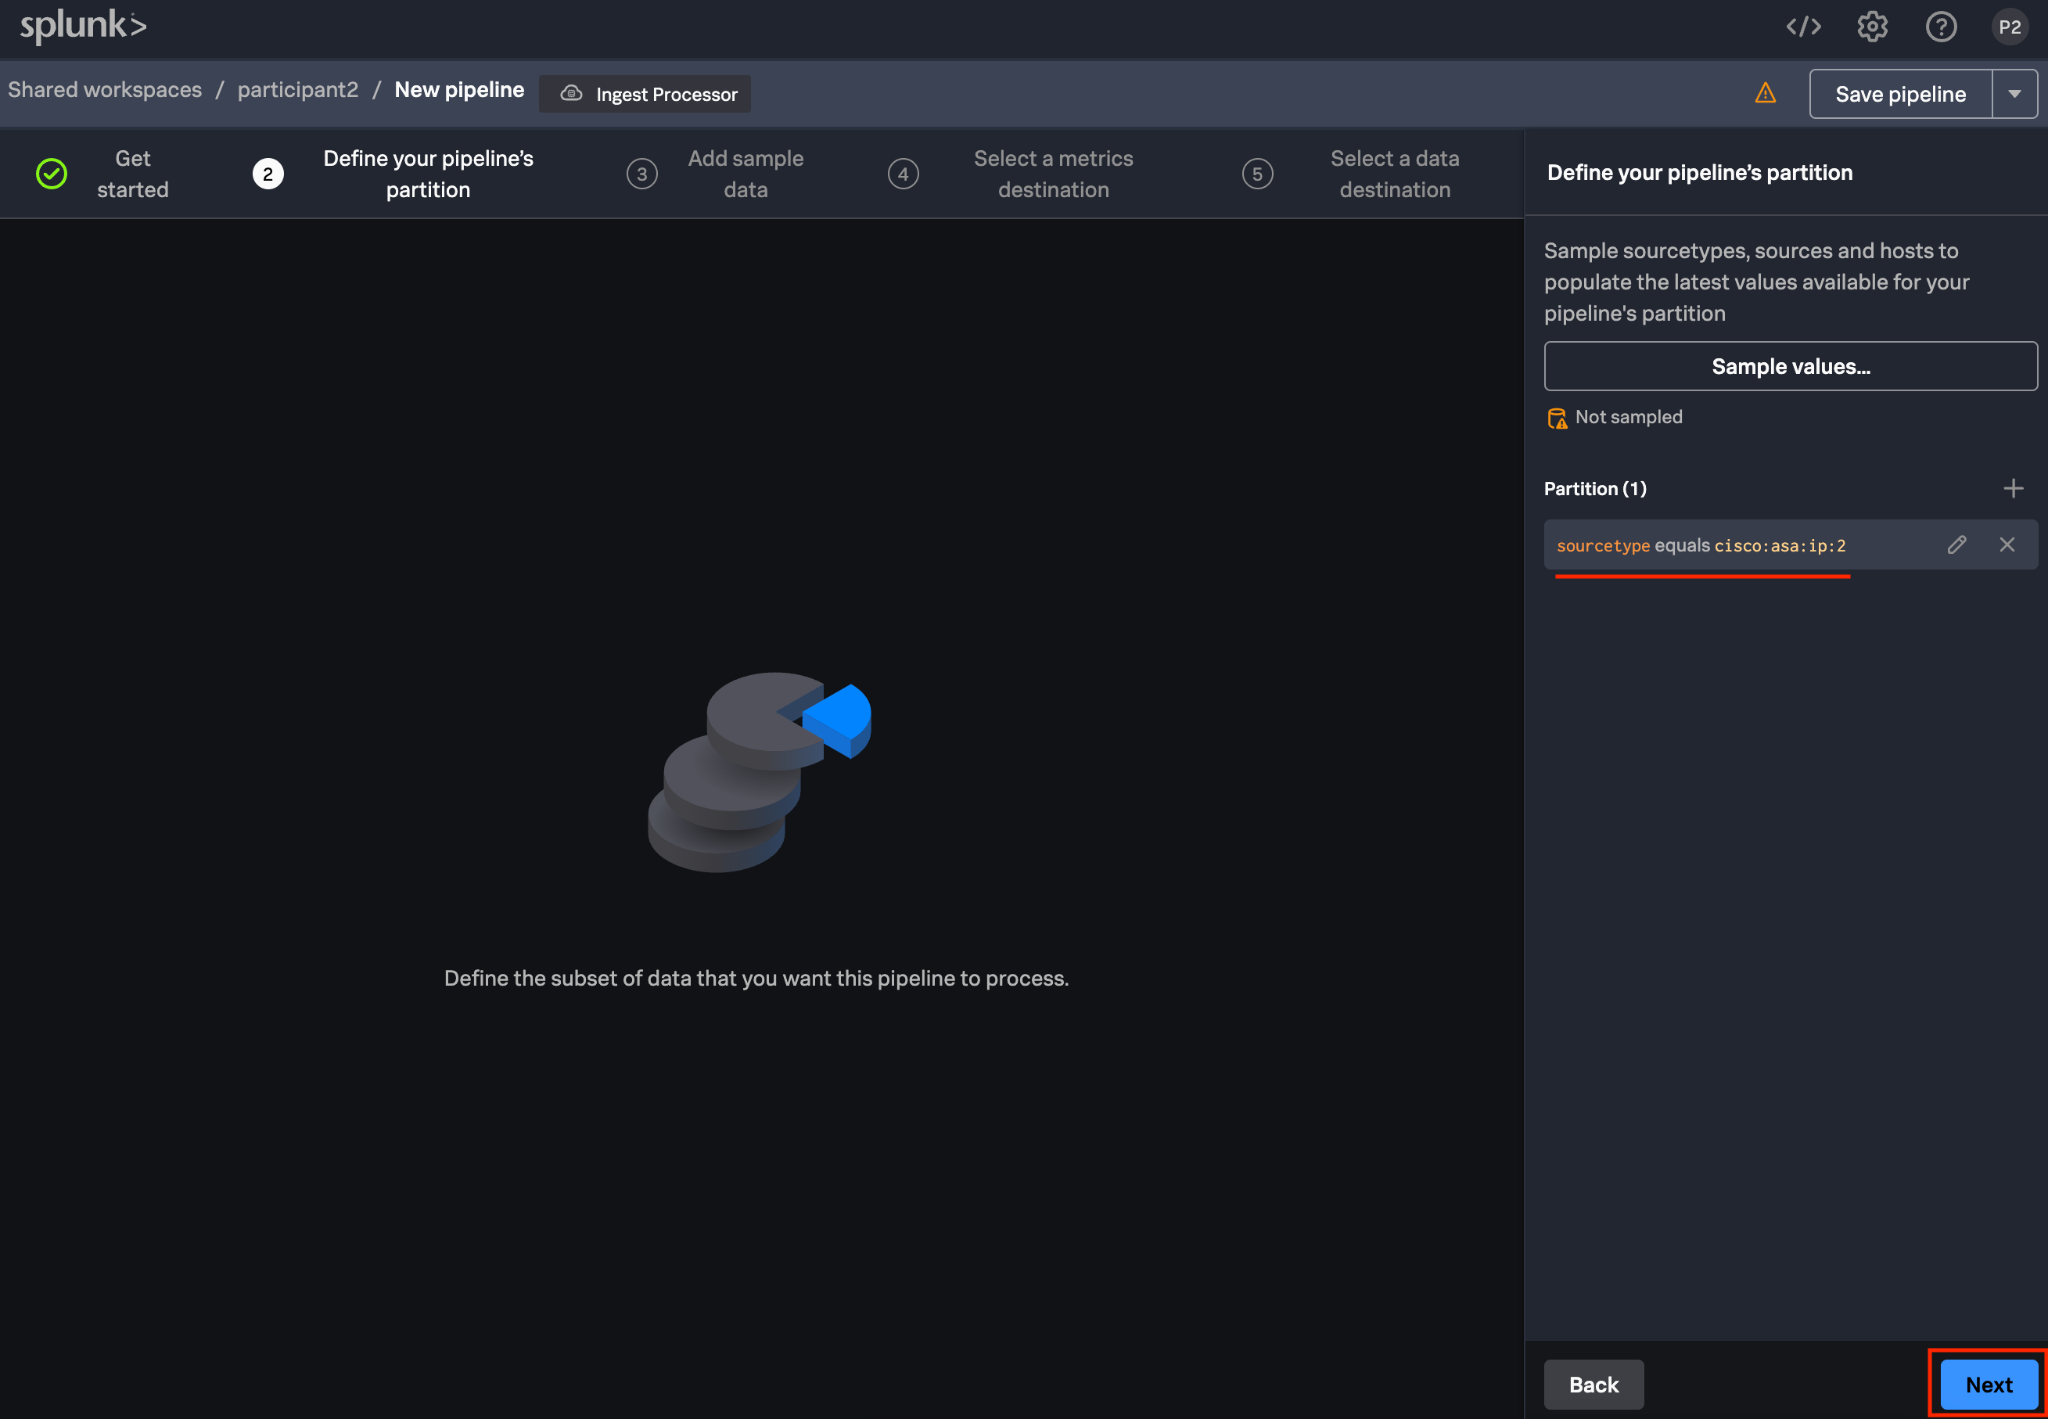 splunk>
P2
Shared workspaces / participant2 / New pipeline
Ingest Processor
Save pipeline
Get
started
2
Define your pipeline’s
partition
3
Add sample
data
4
Select a metrics
destination
5
Select a data
destination
Define your pipeline’s partition
Sample sourcetypes, sources and hosts to
populate the latest values available for your
pipeline's partition
Sample values...
Not sampled
Partition (1)
sourcetype equals cisco:asa:ip:2
Define the subset of data that you want this pipeline to process.
Back
Next